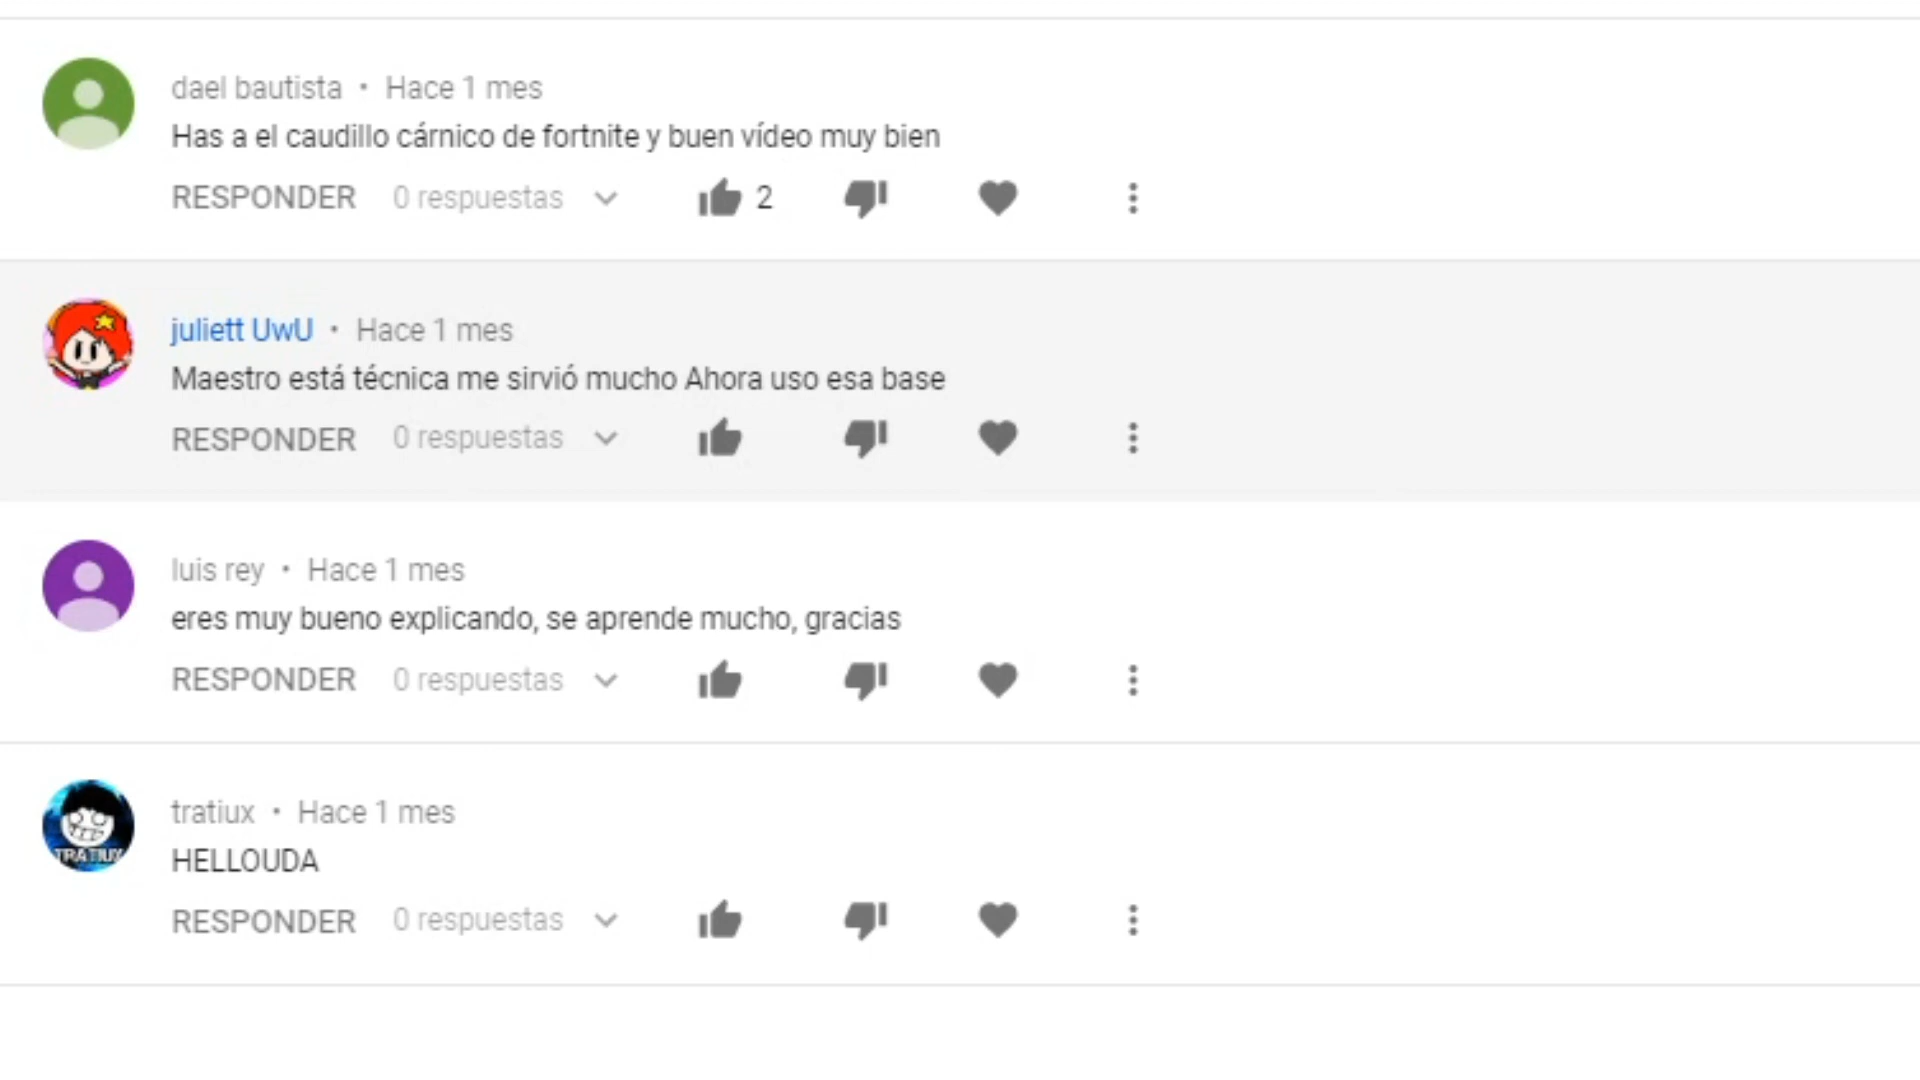 dael bautista • Hace 1 mes
Has a el caudillo cárnico de fortnite y buen vídeo muy bien
RESPONDER 0 respuestas 2
juliett UwU • Hace 1 mes
Maestro está técnica me sirvió mucho Ahora uso esa base
RESPONDER 0 respuestas
luis rey • Hace 1 mes
eres muy bueno explicando, se aprende mucho, gracias
RESPONDER 0 respuestas
tratiux • Hace 1 mes
HELLOUDA
TRATIUX
RESPONDER 0 respuestas